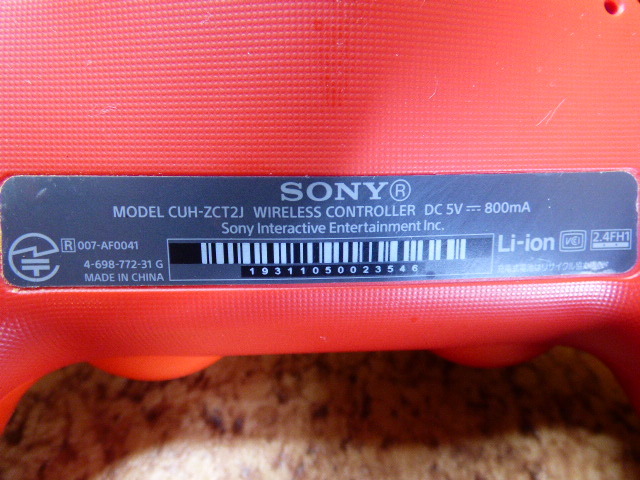 SONY®
MODEL CUH-ZCT2J WIRELESS CONTROLLER DC 5V ⎓ 800mA
Sony Interactive Entertainment Inc.
R 007-AF0041
4-698-772-31 G
MADE IN CHINA
19311050023546
Li-ion
VCI
2.4FH1